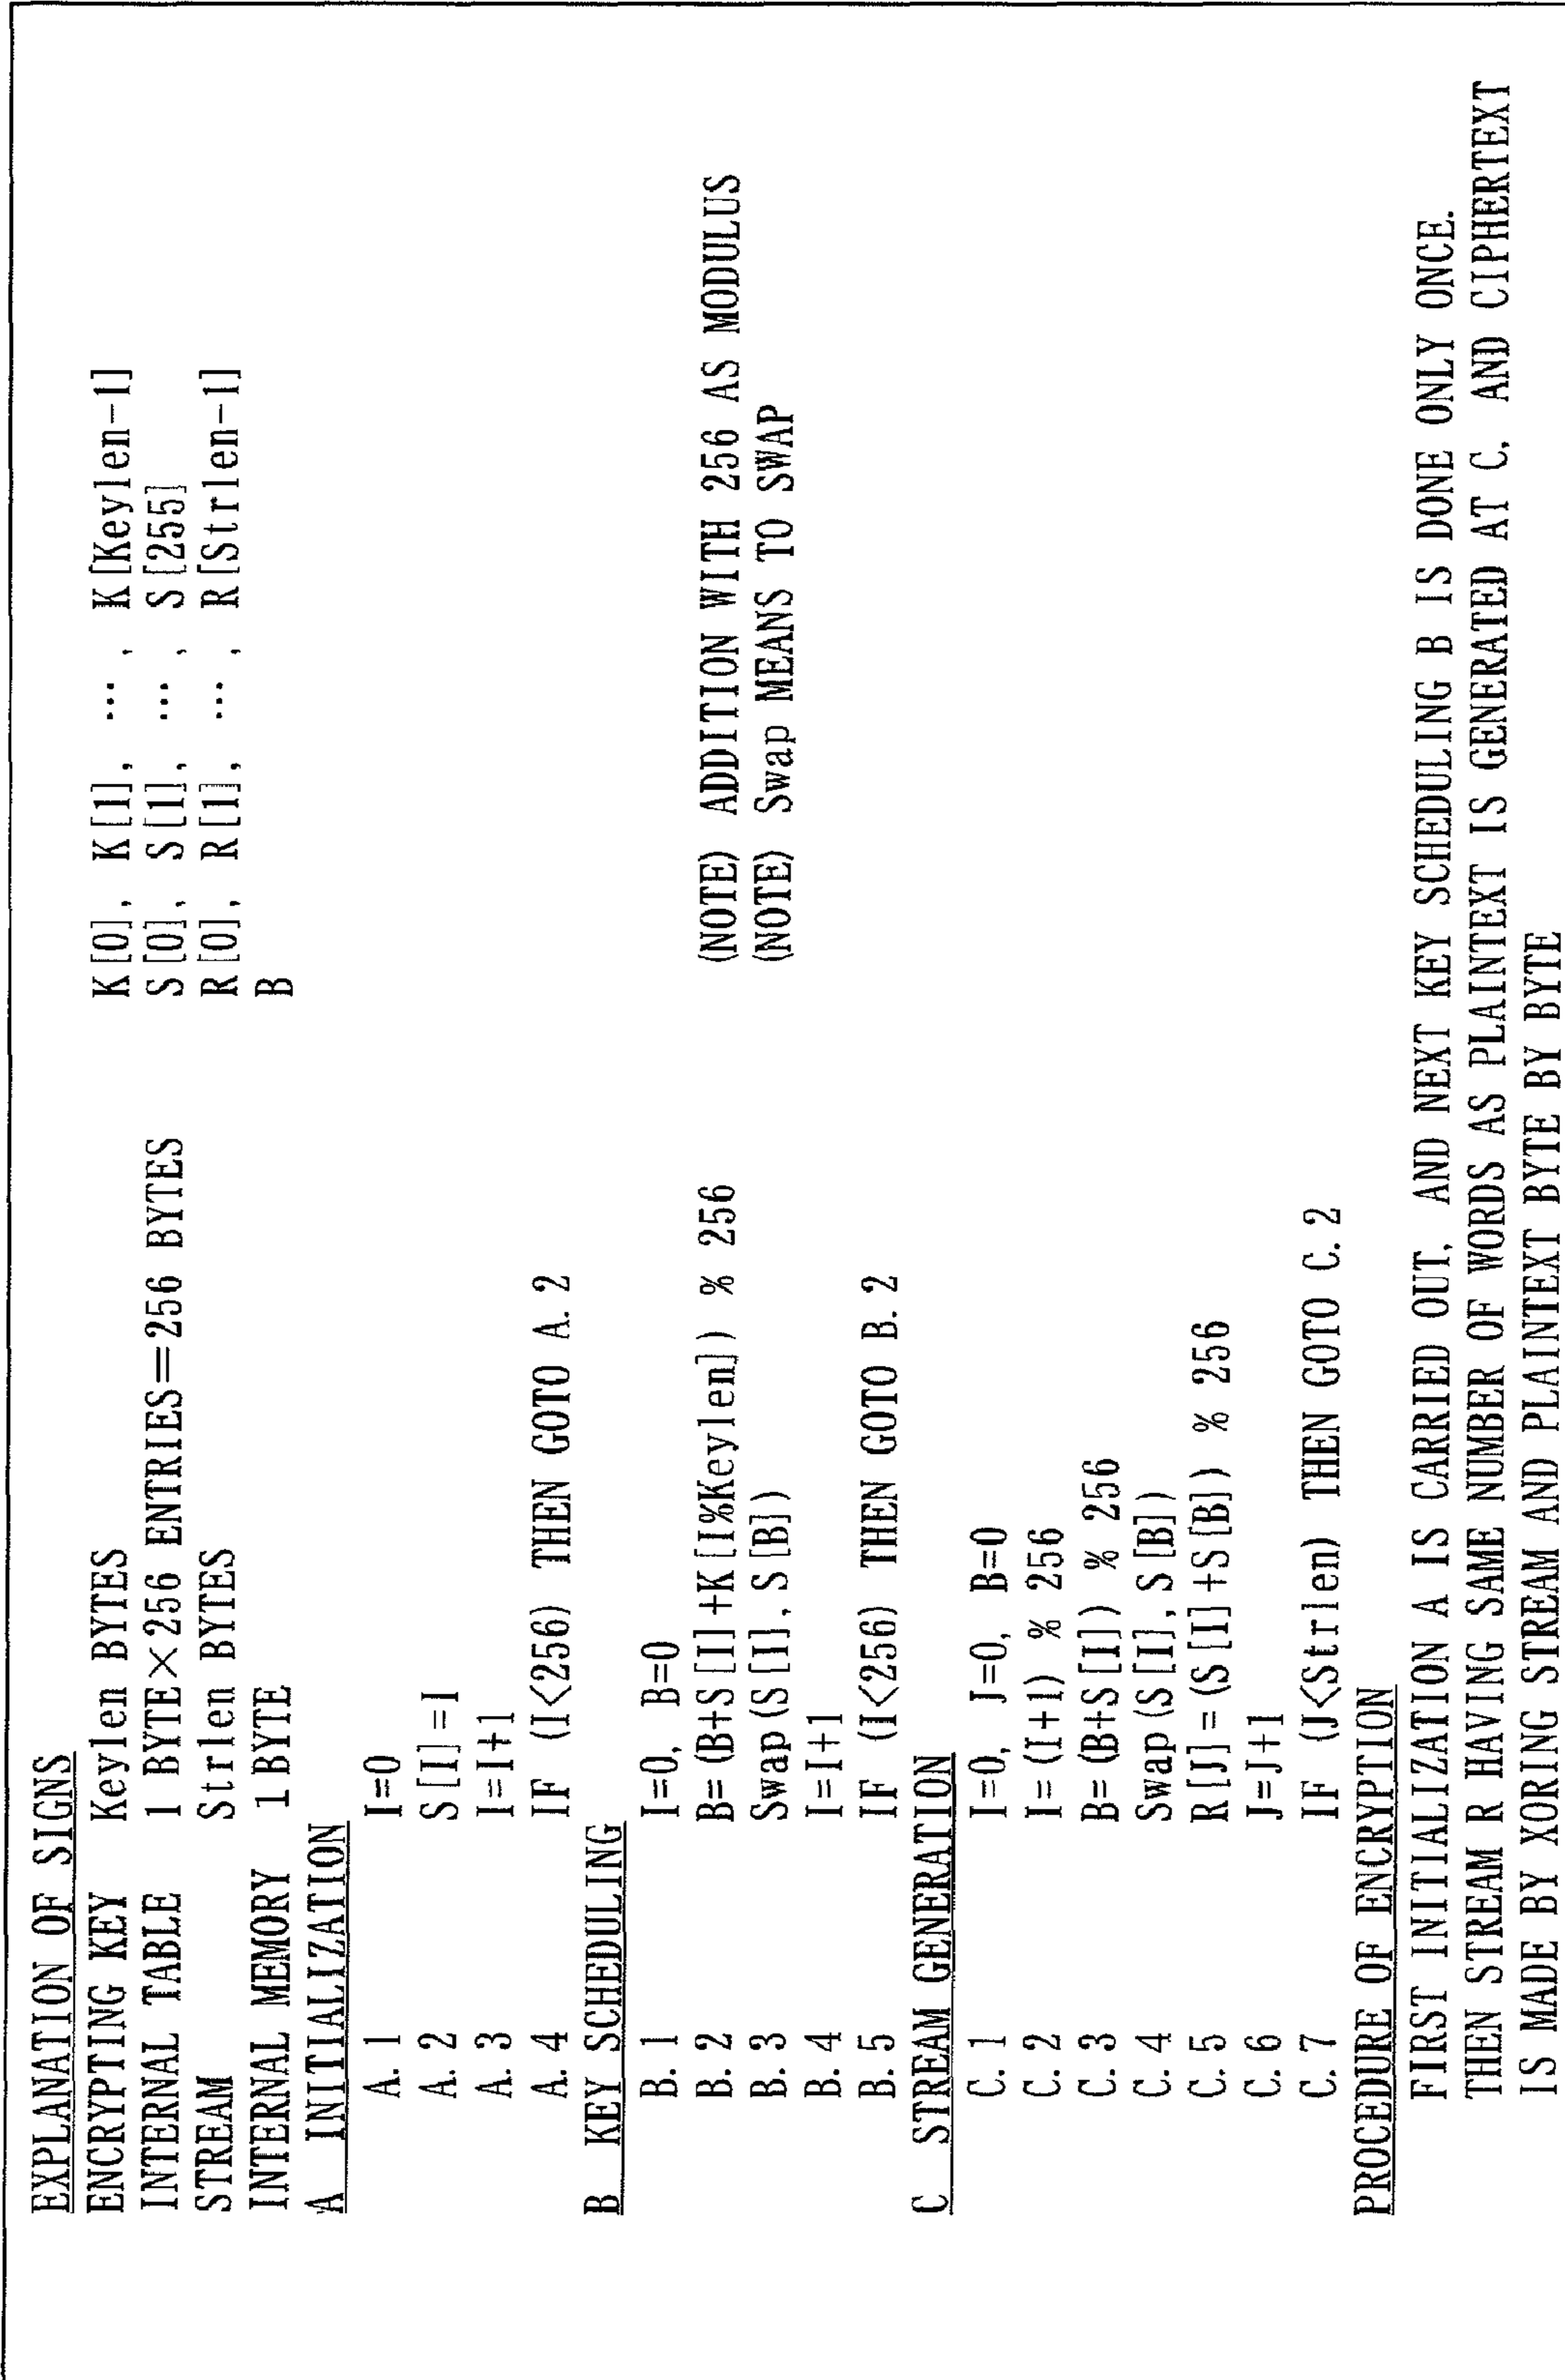 EXPLANATION OF SIGNS
ENCRYPTING KEY Keylen BYTES K[0], K[1], ..., K[Keylen-1]
INTERNAL TABLE 1 BYTE×256 ENTRIES=256 BYTES S[0], S[1], ..., S[255]
STREAM Strlen BYTES R[0], R[1], ..., R[Strlen-1]
INTERNAL MEMORY 1 BYTE B
A INITIALIZATION
A. 1 I=0
A. 2 S[I]=I
A. 3 I=I+1
A. 4 IF (I<256) THEN GOTO A. 2
B KEY SCHEDULING
B. 1 I=0, B=0
B. 2 B=(B+S[I]+K[I%Keylen]) % 256 (NOTE) ADDITION WITH 256 AS MODULUS
B. 3 Swap(S[I], S[B]) (NOTE) Swap MEANS TO SWAP
B. 4 I=I+1
B. 5 IF (I<256) THEN GOTO B. 2
C STREAM GENERATION
C. 1 I=0, J=0, B=0
C. 2 I=(I+1) % 256
C. 3 B=(B+S[I]) % 256
C. 4 Swap(S[I], S[B])
C. 5 R[J]=(S[I]+S[B]) % 256
C. 6 J=J+1
C. 7 IF (J<Strlen) THEN GOTO C. 2
PROCEDURE OF ENCRYPTION
FIRST INITIALIZATION A IS CARRIED OUT, AND NEXT KEY SCHEDULING B IS DONE ONLY ONCE.
THEN STREAM R HAVING SAME NUMBER OF WORDS AS PLAINTEXT IS GENERATED AT C, AND CIPHERTEXT
IS MADE BY XORING STREAM AND PLAINTEXT BYTE BY BYTE